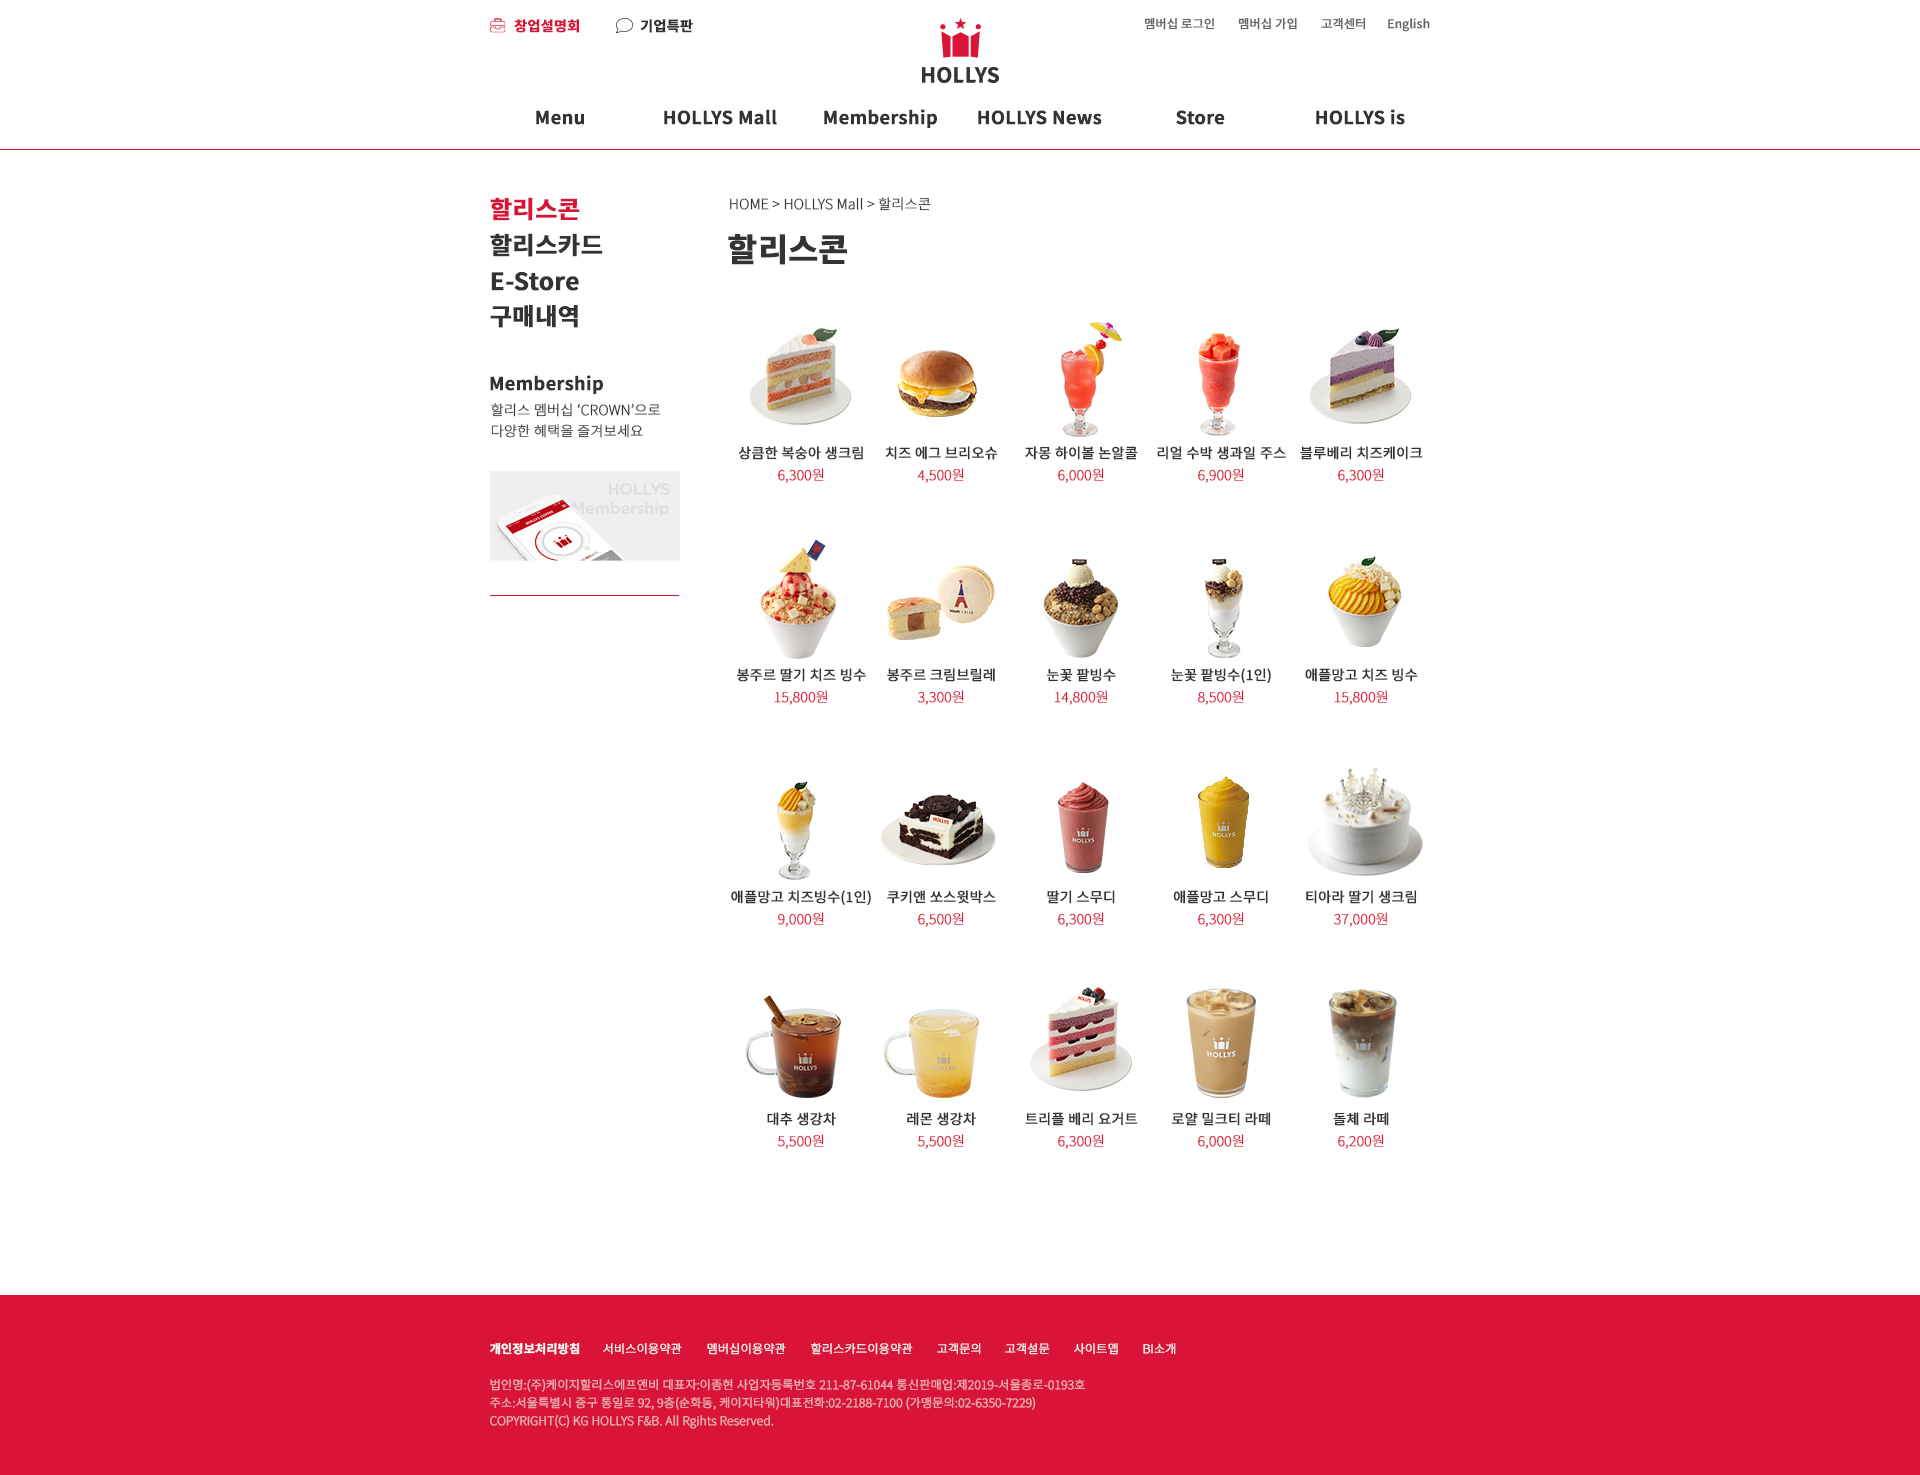 창업설명회 기업특판
멤버십 로그인 멤버십 가입 고객센터 English
HOLLYS
Menu HOLLYS Mall Membership HOLLYS News Store HOLLYS is
할리스콘
할리스카드
E-Store
구매내역
Membership
할리스 멤버십 ‘CROWN’으로
다양한 혜택을 즐겨보세요
HOLLYS
Membership
HOME > HOLLYS Mall > 할리스콘
할리스콘
상큼한 복숭아 생크림 치즈 에그 브리오슈 자몽 하이볼 논알콜 리얼 수박 생과일 주스 블루베리 치즈케이크
6,300원 4,500원 6,000원 6,900원 6,300원
봉주르 딸기 치즈 빙수 봉주르 크림브릴레 눈꽃 팥빙수 눈꽃 팥빙수(1인) 애플망고 치즈 빙수
15,800원 3,300원 14,800원 8,500원 15,800원
HOLLYS
HOLLYS
HOLLYS
애플망고 치즈빙수(1인) 쿠키앤 쏘스윗박스 딸기 스무디 애플망고 스무디 티아라 딸기 생크림
9,000원 6,500원 6,300원 6,300원 37,000원
HOLLYS
HOLLYS
HOLLYS
대추 생강차 레몬 생강차 트리플 베리 요거트 로얄 밀크티 라떼 돌체 라떼
5,500원 5,500원 6,300원 6,000원 6,200원
개인정보처리방침 서비스이용약관 멤버십이용약관 할리스카드이용약관 고객문의 고객설문 사이트맵 BI소개
법인명:(주)케이지할리스에프앤비 대표자:이종현 사업자등록번호 211-87-61044 통신판매업:제2019-서울종로-0193호
주소:서울특별시 중구 통일로 92, 9층(순화동, 케이지타워)대표전화:02-2188-7100 (가맹문의:02-6350-7229)
COPYRIGHT(C) KG HOLLYS F&B. All Rgihts Reserved.